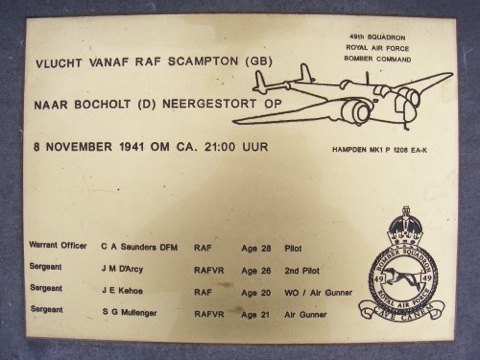 49th SQUADRON
ROYAL AIR FORCE
BOMBER COMMAND
VLUCHT VANAF RAF SCAMPTON (GB)
NAAR BOCHOLT (D) NEERGESTORT OP
8 NOVEMBER 1941 OM CA. 21:00 UUR
HAMPDEN MK1 P 1206 EA-K
Warrant Officer C A Saunders DFM RAF Age 28 Pilot
Sergeant J M D'Arcy RAFVR Age 26 2nd Pilot
Sergeant J E Kehoe RAF Age 20 WO / Air Gunner
Sergeant S G Mullenger RAFVR Age 21 Air Gunner
BOMBER SQUADRON
49 49
ROYAL AIR FORCE
CAVE CANEM